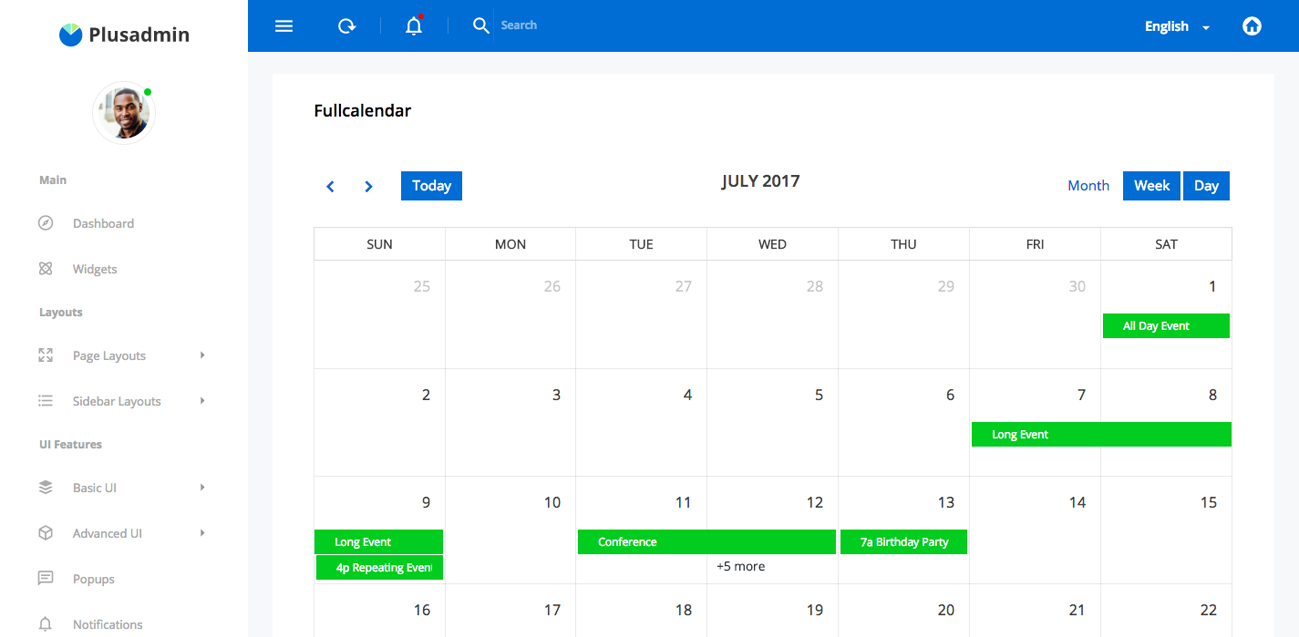 Plusadmin
Search
English
Main
Dashboard
Widgets
Layouts
Page Layouts
Sidebar Layouts
UI Features
Basic UI
Advanced UI
Popups
Notifications
Fullcalendar
Today
JULY 2017
Month Week Day
SUN MON TUE WED THU FRI SAT
25 26 27 28 29 30 1
All Day Event
2 3 4 5 6 7 8
Long Event
9 10 11 12 13 14 15
Long Event Conference 7a Birthday Party
4p Repeating Event +5 more
16 17 18 19 20 21 22